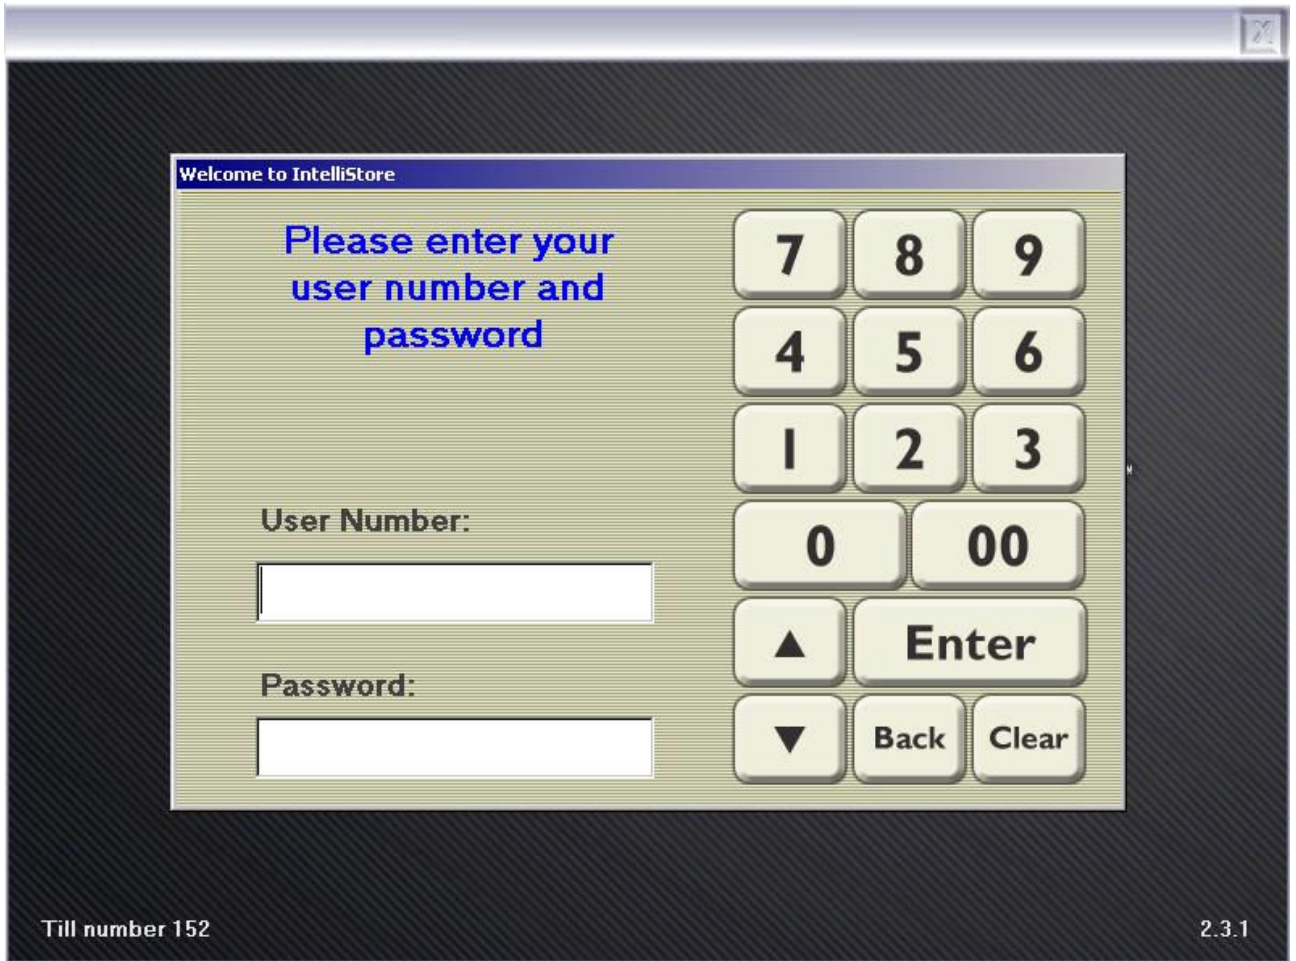 Welcome to IntelliStore
Please enter your
user number and
password
7 8 9
4 5 6
1 2 3
User Number:
0 00
Enter
Password:
Back Clear
Till number 152
2.3.1